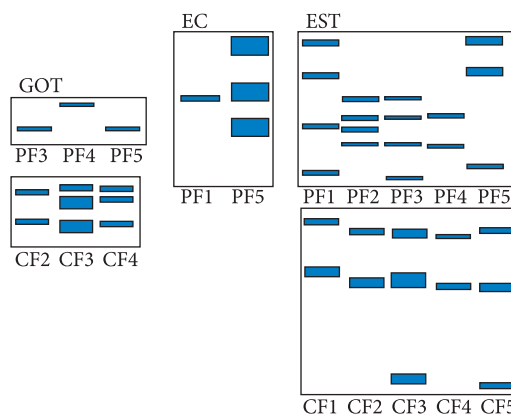 EC
EST
GOT
PF3 PF4 PF5
PF1 PF5
PF1 PF2 PF3 PF4 PF5
CF2 CF3 CF4
CF1 CF2 CF3 CF4 CF5